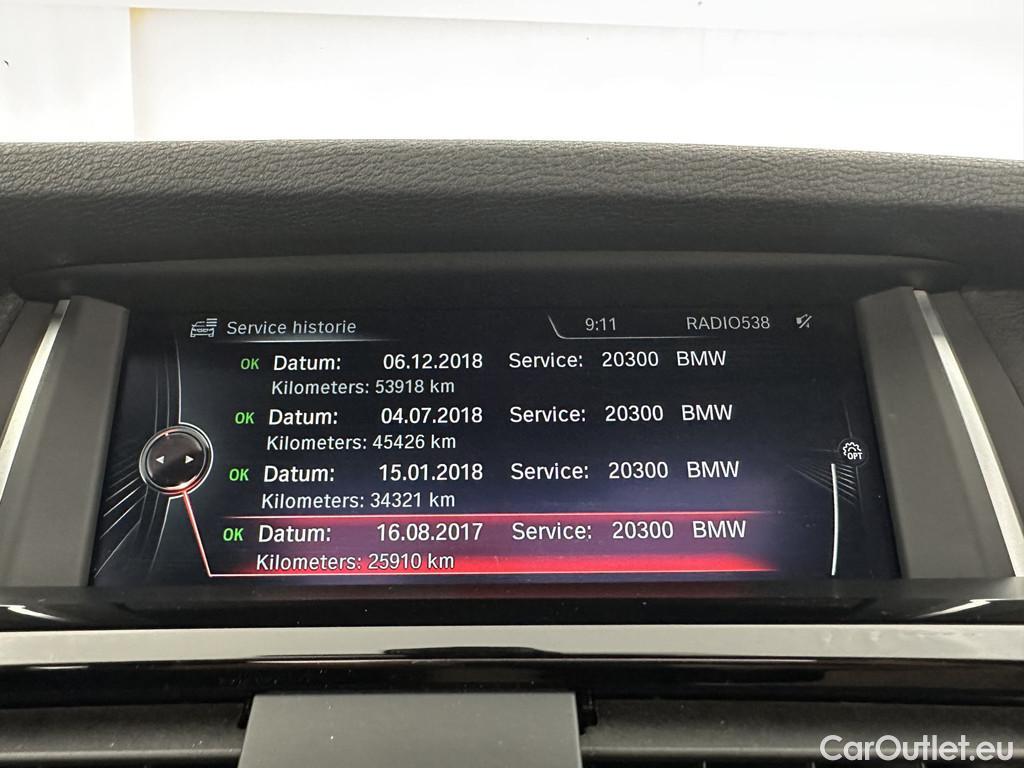 Service historie 9:11 RADIO538
OK Datum: 06.12.2018 Service: 20300 BMW
Kilometers: 53918 km
OK Datum: 04.07.2018 Service: 20300 BMW
Kilometers: 45426 km
OK Datum: 15.01.2018 Service: 20300 BMW
Kilometers: 34321 km
OPT
OK Datum: 16.08.2017 Service: 20300 BMW
Kilometers: 25910 km
CarOutlet.eu